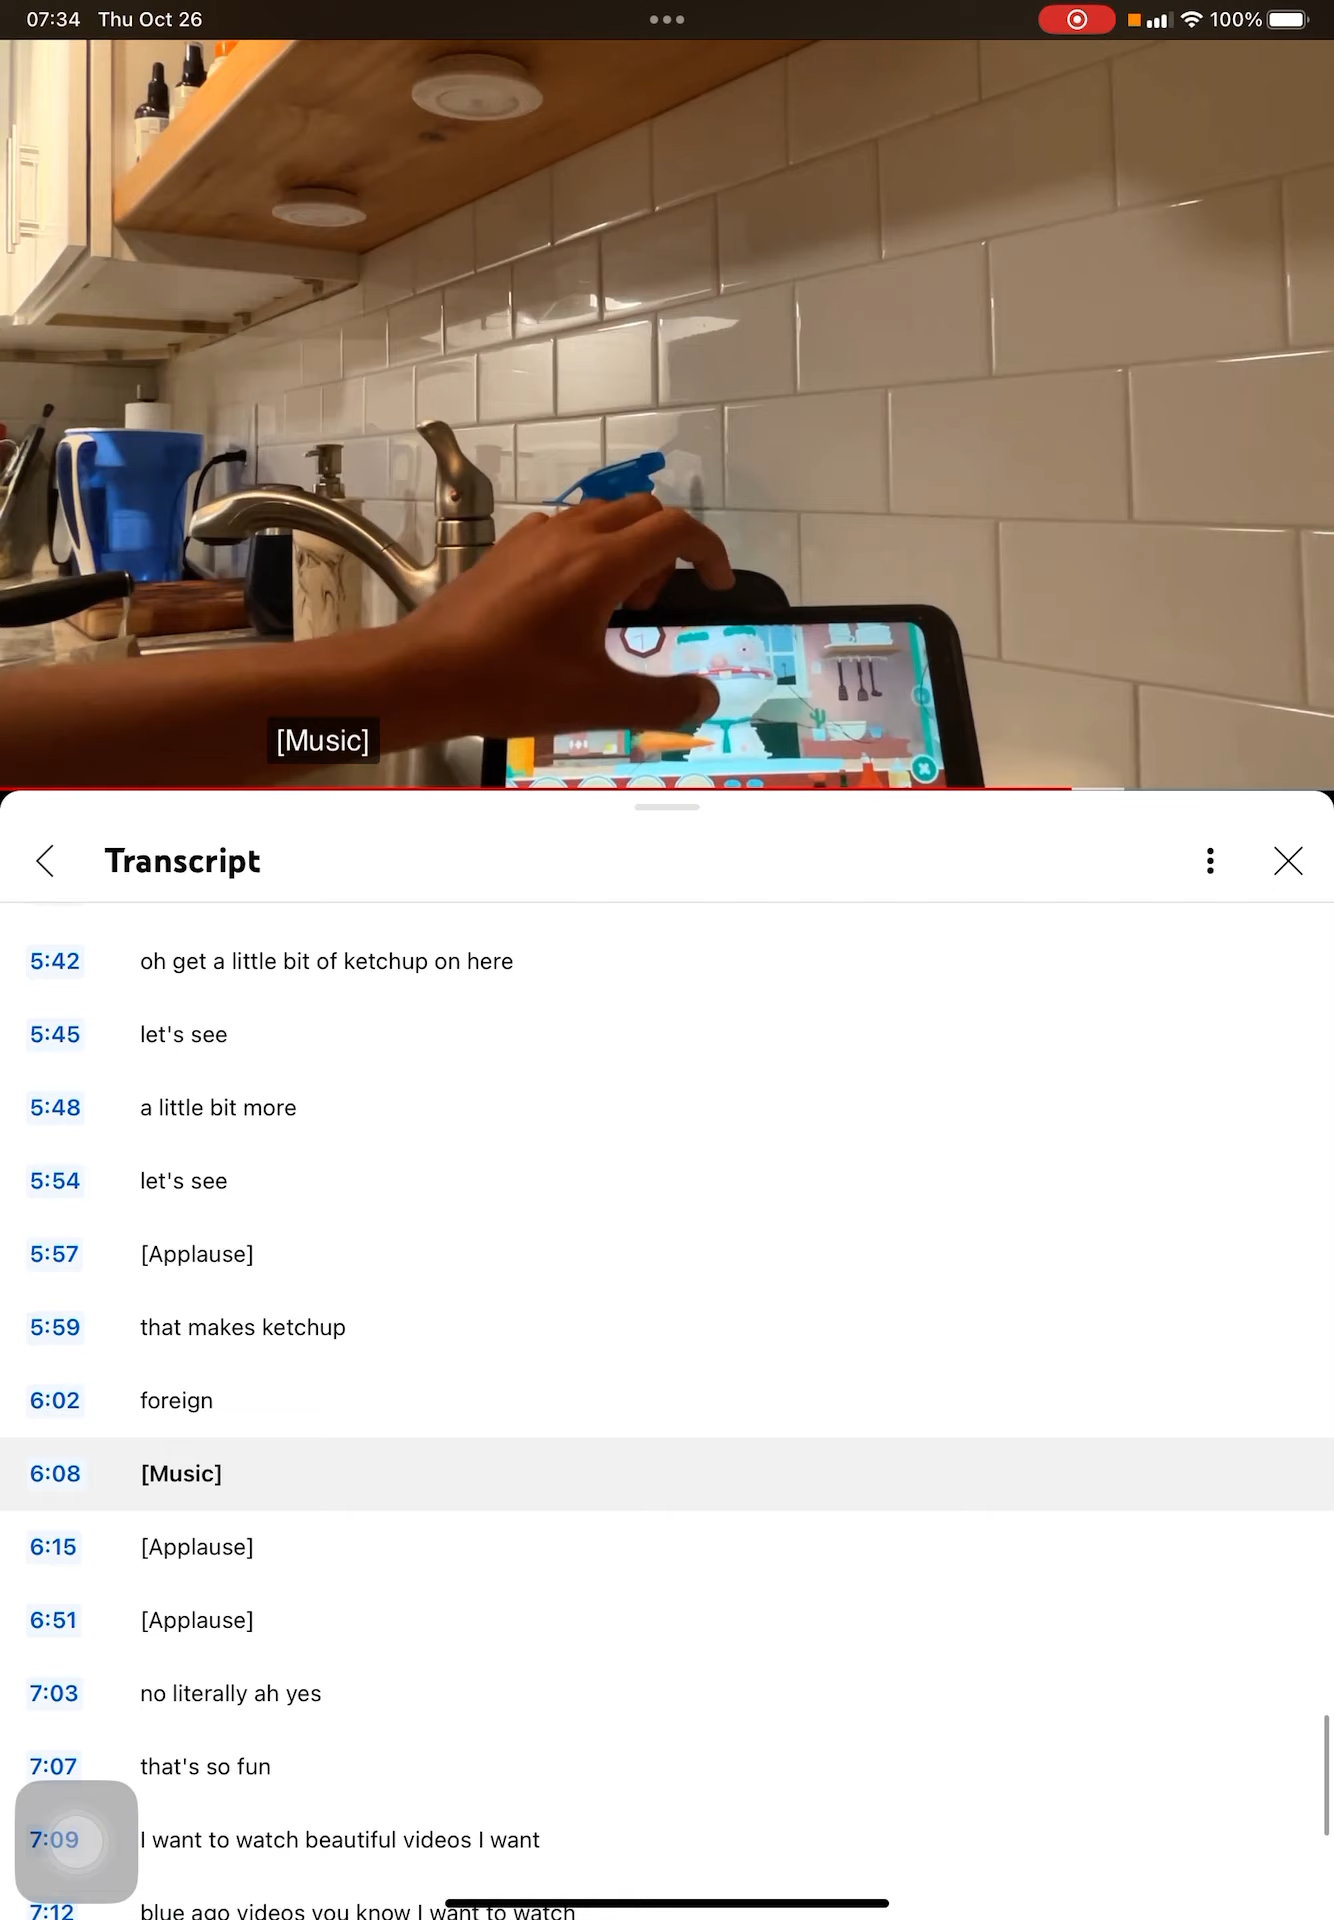 07:34 Thu Oct 26
100%
[Music]
Transcript
5:42 oh get a little bit of ketchup on here
5:45 let's see
5:48 a little bit more
5:54 let's see
5:57 [Applause]
5:59 that makes ketchup
6:02 foreign
6:08 [Music]
6:15 [Applause]
6:51 [Applause]
7:03 no literally ah yes
7:07 that's so fun
7:09 I want to watch beautiful videos I want
7:12 blue ago videos you know I want to watch